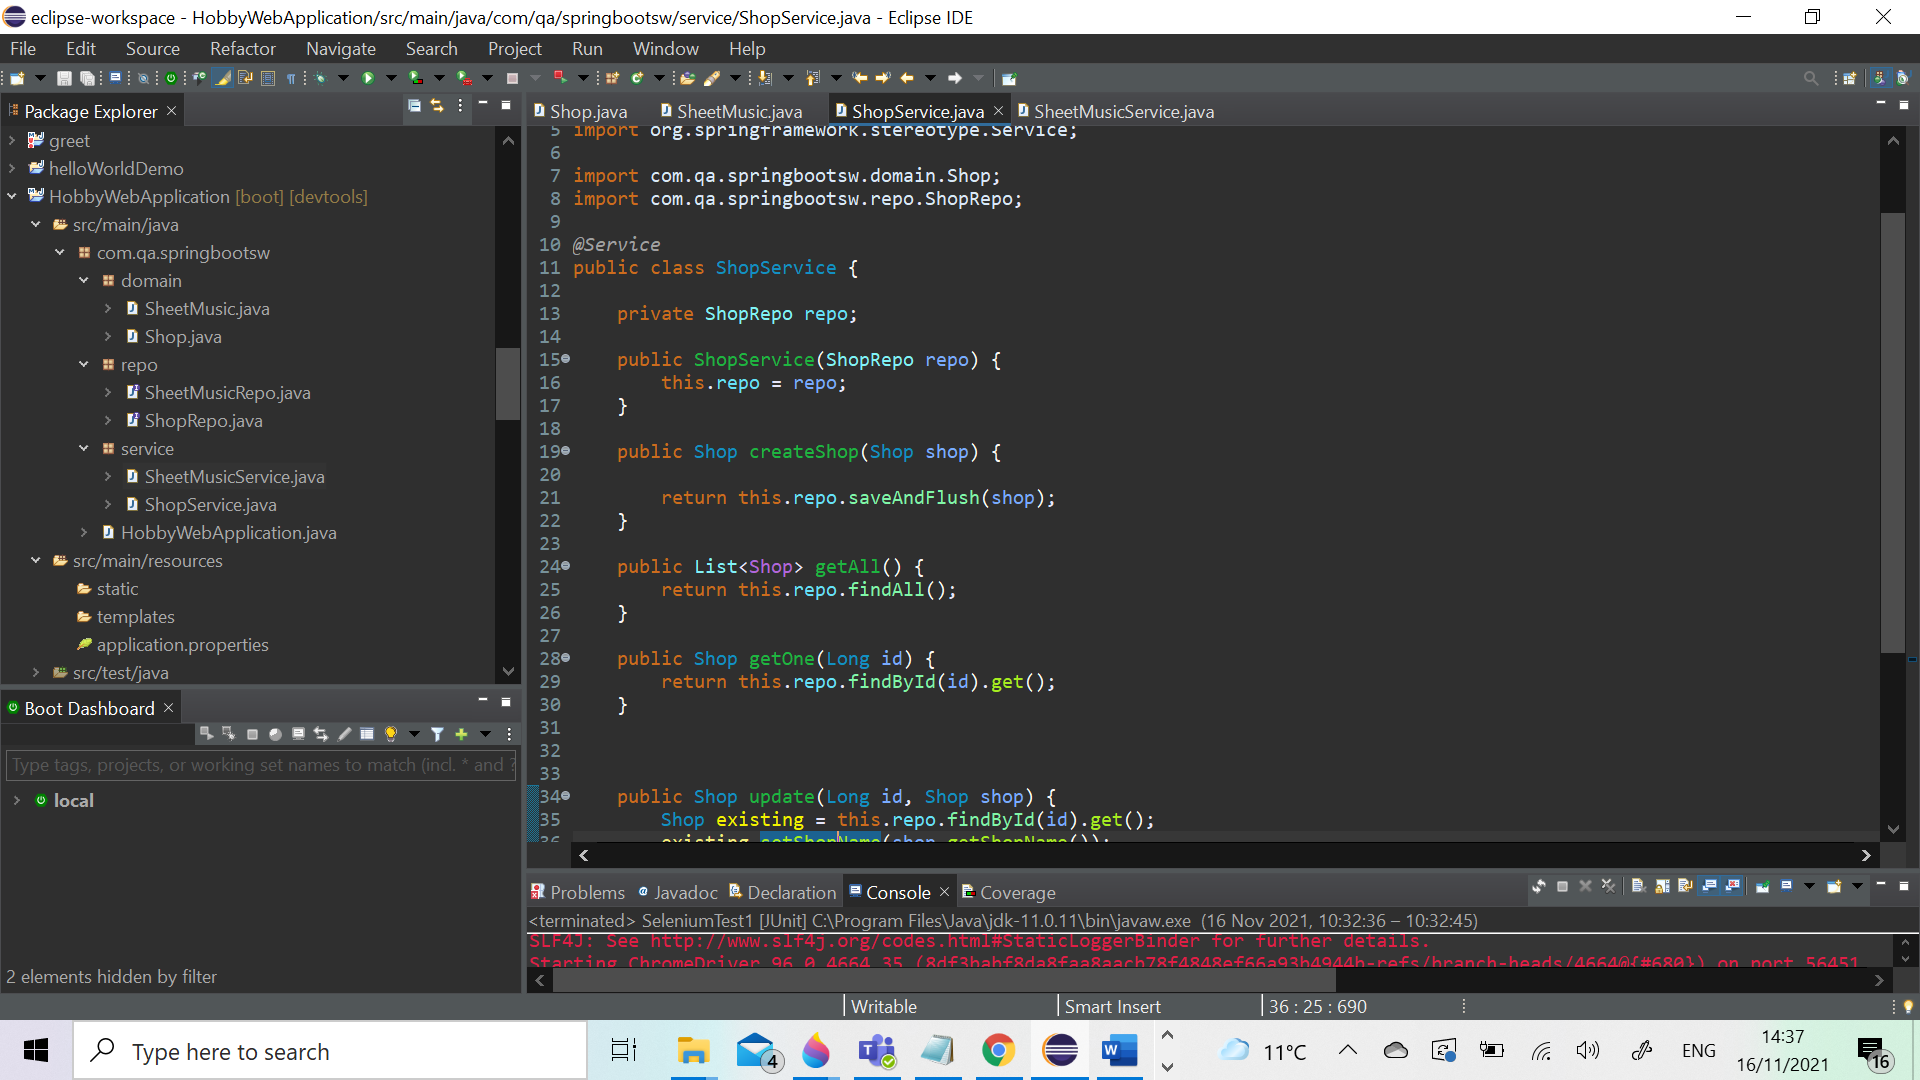 eclipse-workspace - HobbyWebApplication/src/main/java/com/qa/springbootsw/service/ShopService.java - Eclipse IDE
File Edit Source Refactor Navigate Search Project Run Window Help
Package Explorer
greet
helloWorldDemo
HobbyWebApplication [boot] [devtools]
src/main/java
com.qa.springbootsw
domain
SheetMusic.java
Shop.java
repo
SheetMusicRepo.java
ShopRepo.java
service
SheetMusicService.java
ShopService.java
HobbyWebApplication.java
src/main/resources
static
templates
application.properties
src/test/java
Boot Dashboard
Type tags, projects, or working set names to match (incl. * and ?
local
2 elements hidden by filter
Shop.java SheetMusic.java ShopService.java SheetMusicService.java
5 import org.springframework.stereotype.Service;
6
7 import com.qa.springbootsw.domain.Shop;
8 import com.qa.springbootsw.repo.ShopRepo;
9
10 @Service
11 public class ShopService {
12
13 private ShopRepo repo;
14
15 public ShopService(ShopRepo repo) {
16 this.repo = repo;
17 }
18
19 public Shop createShop(Shop shop) {
20
21 return this.repo.saveAndFlush(shop);
22 }
23
24 public List<Shop> getAll() {
25 return this.repo.findAll();
26 }
27
28 public Shop getOne(Long id) {
29 return this.repo.findById(id).get();
30 }
31
32
33
34 public Shop update(Long id, Shop shop) {
35 Shop existing = this.repo.findById(id).get();
36 existing.setShopName(shop.getShopName());
Problems Javadoc Declaration Console Coverage
<terminated> SeleniumTest1 [JUnit] C:\Program Files\Java\jdk-11.0.11\bin\javaw.exe (16 Nov 2021, 10:32:36 – 10:32:45)
SLF4J: See http://www.slf4j.org/codes.html#StaticLoggerBinder for further details.
Starting ChromeDriver 96.0.4664.35 (8df3babf8da8faa8aacb78f4848ef66a93b4944b-refs/branch-heads/4664@{#680}) on port 56451
Writable Smart Insert 36 : 25 : 690
Type here to search
4
11°C
ENG
14:37
16/11/2021
16